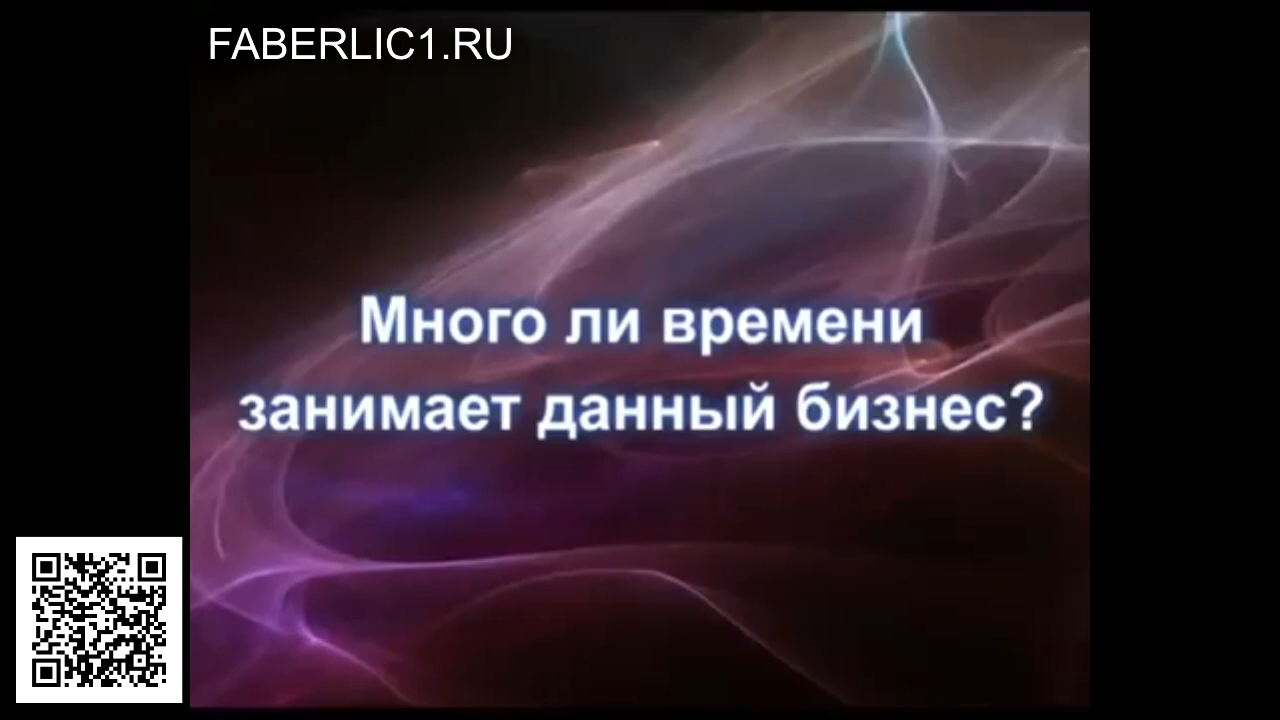 FABERLIC1.RU
Много ли времени
занимает данный бизнес?